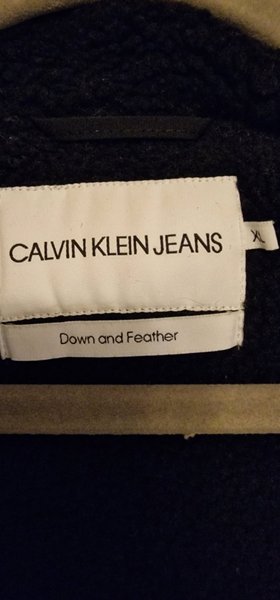 CALVIN KLEIN JEANS
XL
Down and Feather